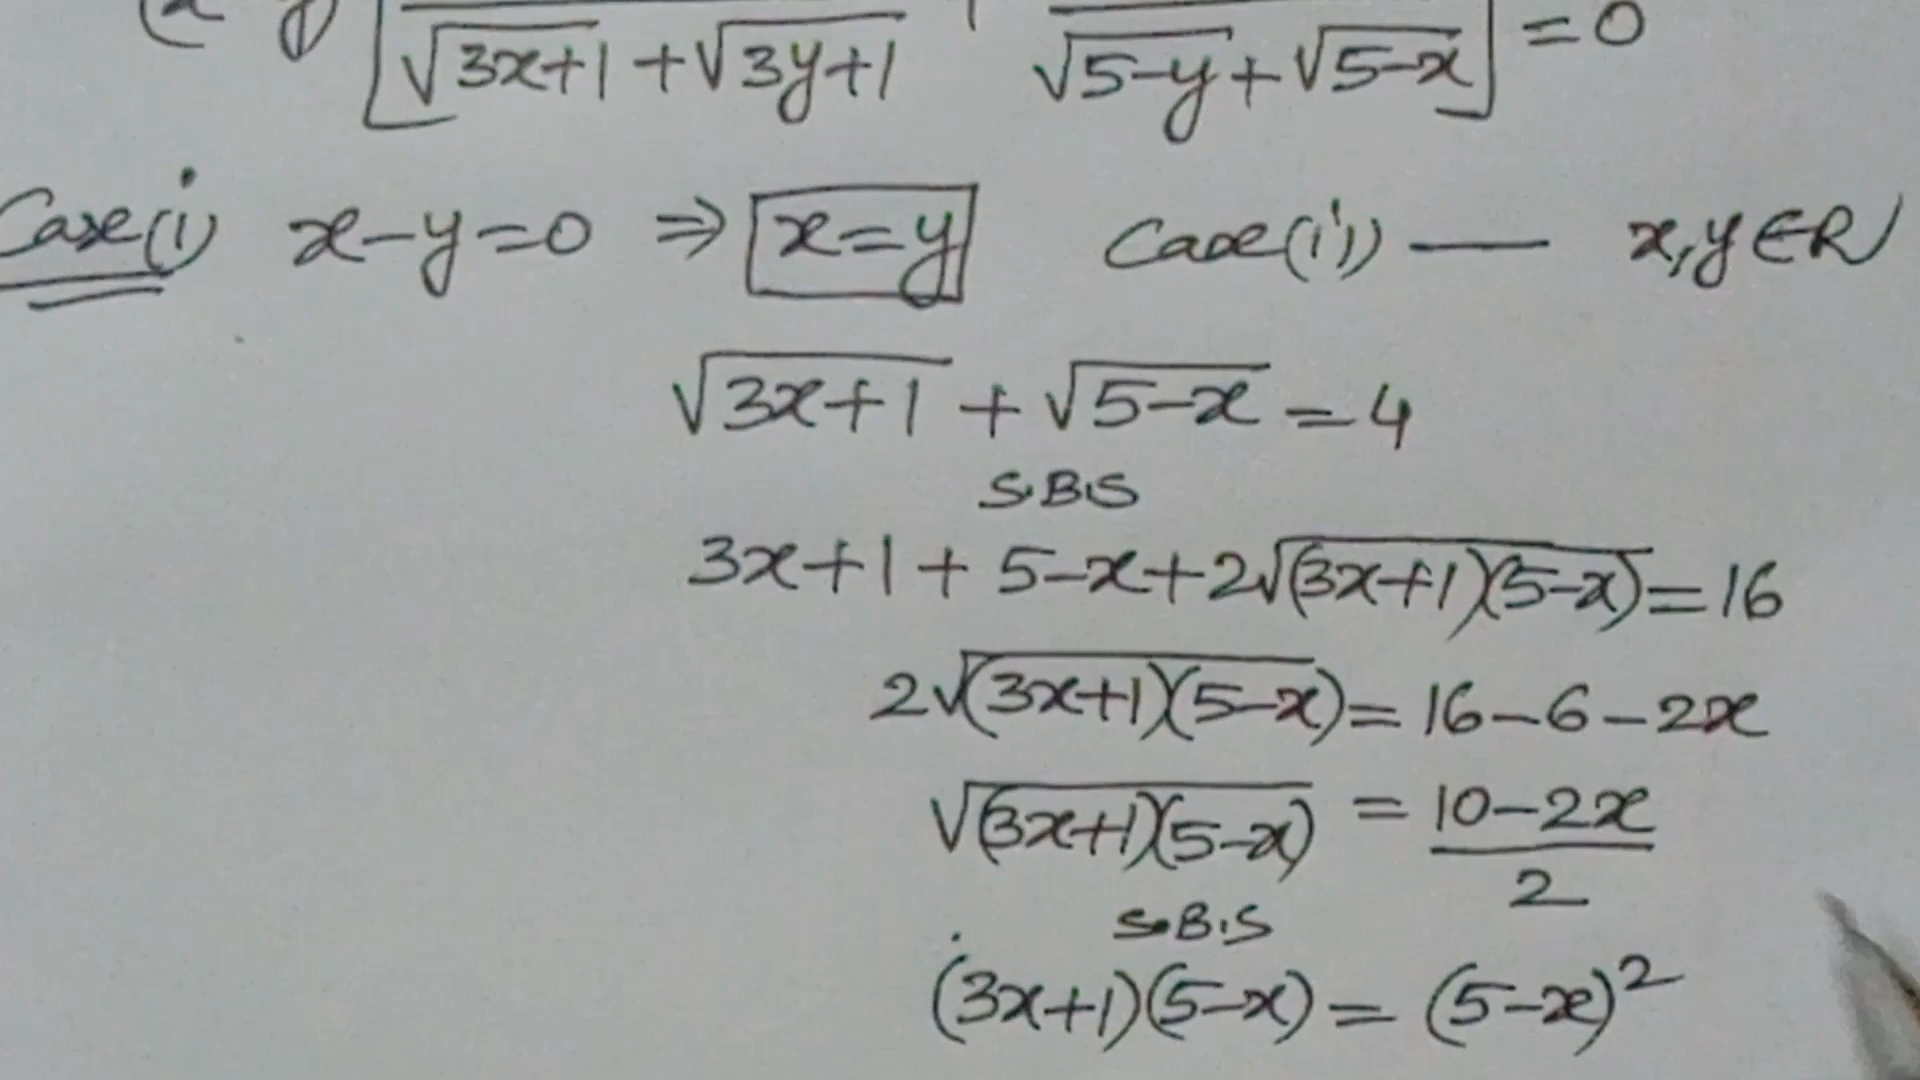 √3x+1 + √3y+1   √5-y + √5-x ] = 0
Case(i) x-y=0 ⇒ x=y Case(ii) — x,y∈R
√3x+1 + √5-x = 4
S.B.S
3x+1 + 5-x+2√(3x+1)(5-x) = 16
2√(3x+1)(5-x) = 16-6-2x
√(3x+1)(5-x) = 10-2x / 2
S.B.S
(3x+1)(5-x) = (5-x)²